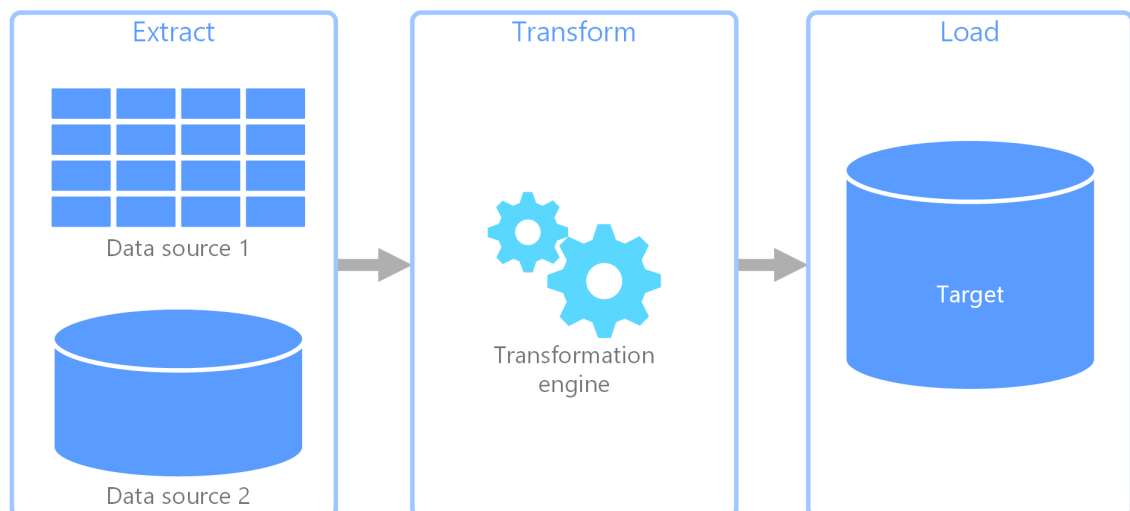 Extract
Data source 1
Data source 2
Transform
Transformation
engine
Load
Target